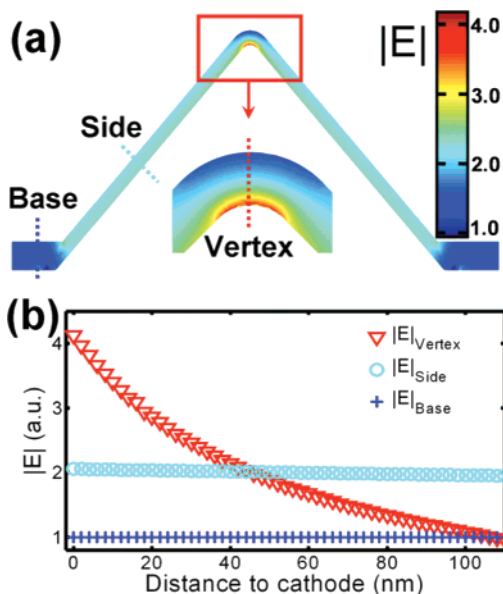 (a)
|E|
4.0
3.0
2.0
1.0
Side
Base
Vertex
(b)
|E|Vertex
|E|Side
|E|Base
|E| (a.u.)
4
3
2
1
0 20 40 60 80 100
Distance to cathode (nm)